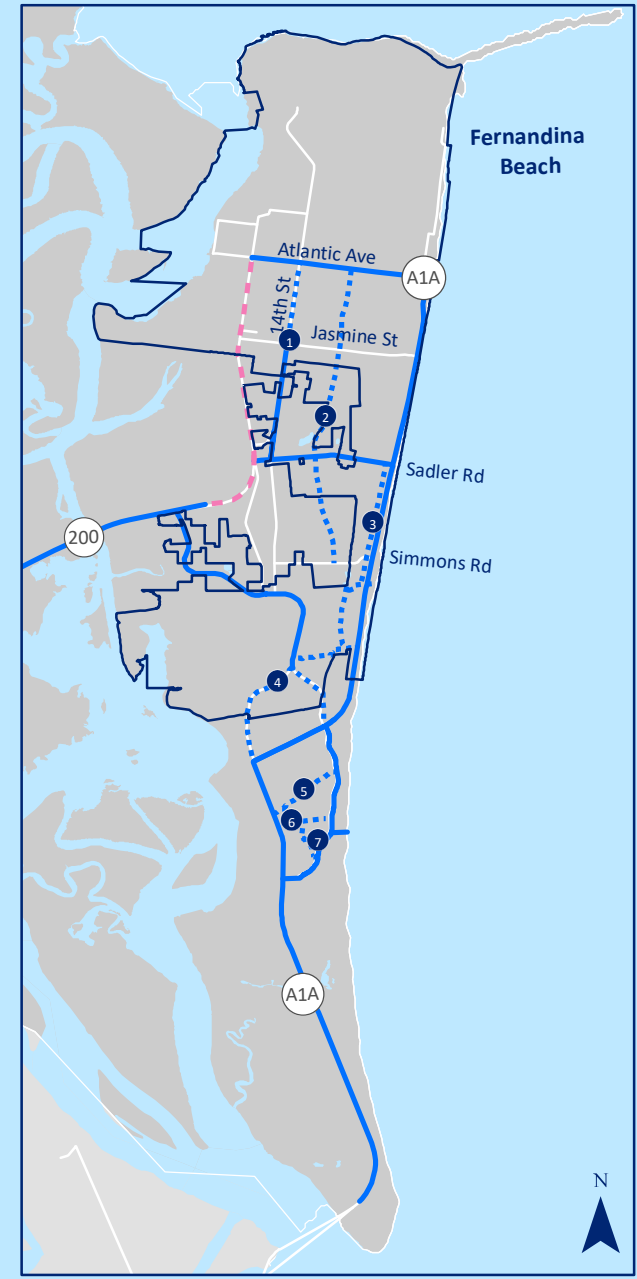 Fernandina
Beach
Atlantic Ave
A1A
14th St
1
Jasmine St
2
Sadler Rd
3
200
Simmons Rd
4
5
6
7
A1A
N